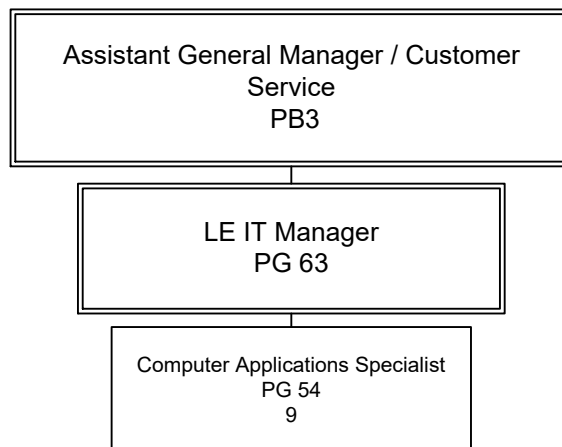 Assistant General Manager / Customer
Service
PB3
LE IT Manager
PG 63
Computer Applications Specialist
PG 54
9